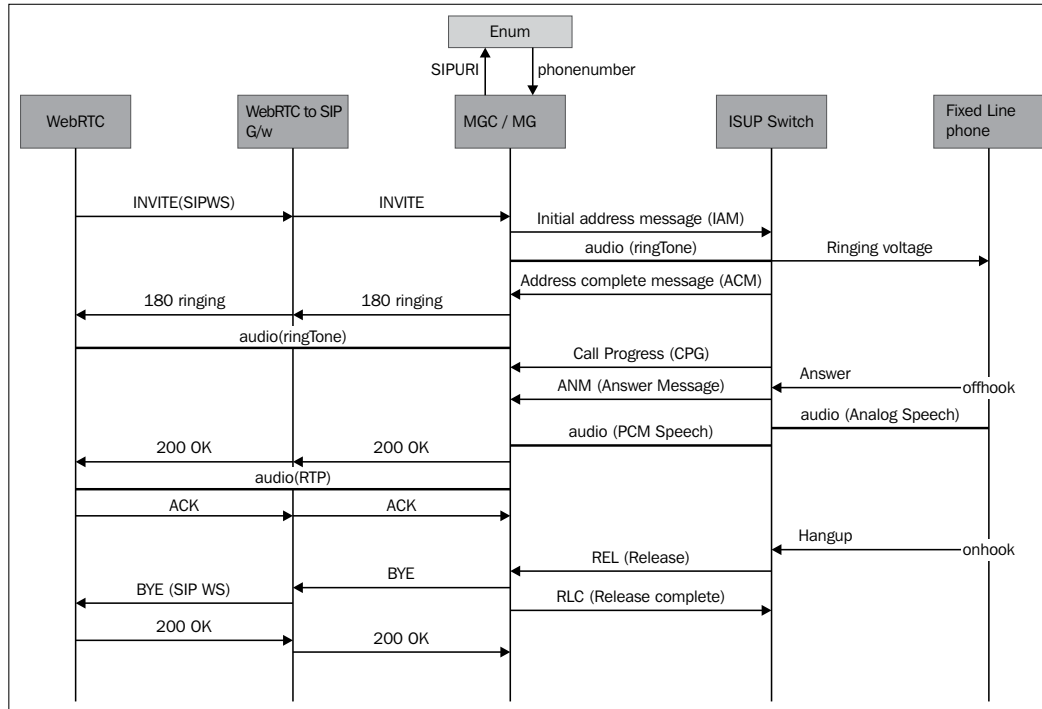 Enum
SIPURI
phonenumber
WebRTC
WebRTC to SIP
G/w
MGC / MG
ISUP Switch
Fixed Line
phone
INVITE(SIPWS)
INVITE
Initial address message (IAM)
audio (ringTone)
Ringing voltage
Address complete message (ACM)
180 ringing
180 ringing
audio(ringTone)
Call Progress (CPG)
Answer
ANM (Answer Message)
offhook
audio (Analog Speech)
audio (PCM Speech)
200 OK
200 OK
audio(RTP)
ACK
ACK
Hangup
onhook
REL (Release)
BYE
BYE (SIP WS)
RLC (Release complete)
200 OK
200 OK